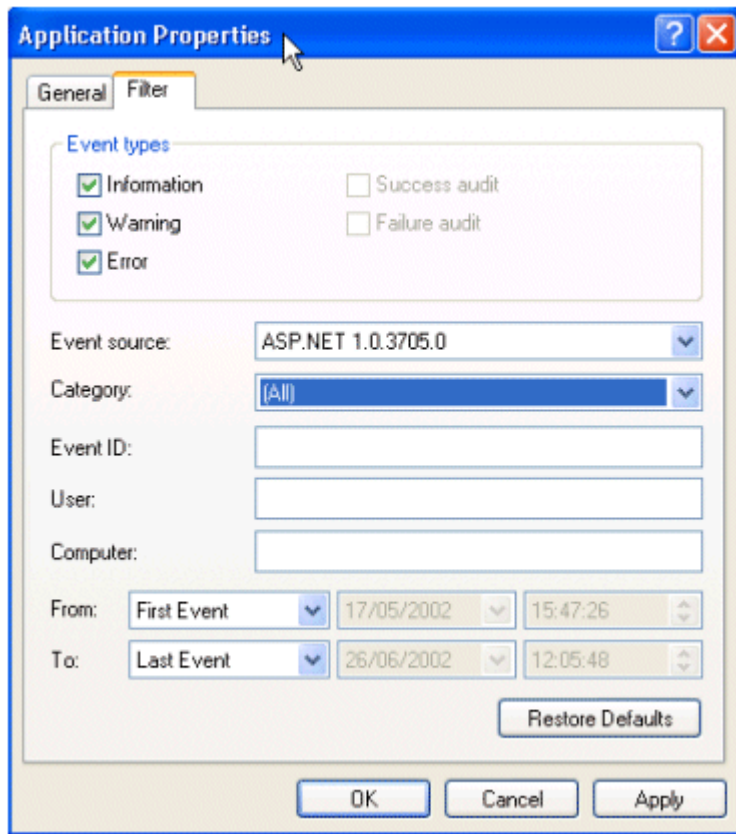 Application Properties
General Filter
Event types
Information Success audit
Warning Failure audit
Error
Event source: ASP.NET 1.0.3705.0
Category: (All)
Event ID:
User:
Computer:
From: First Event 17/05/2002 15:47:26
To: Last Event 26/06/2002 12:05:48
Restore Defaults
OK Cancel Apply